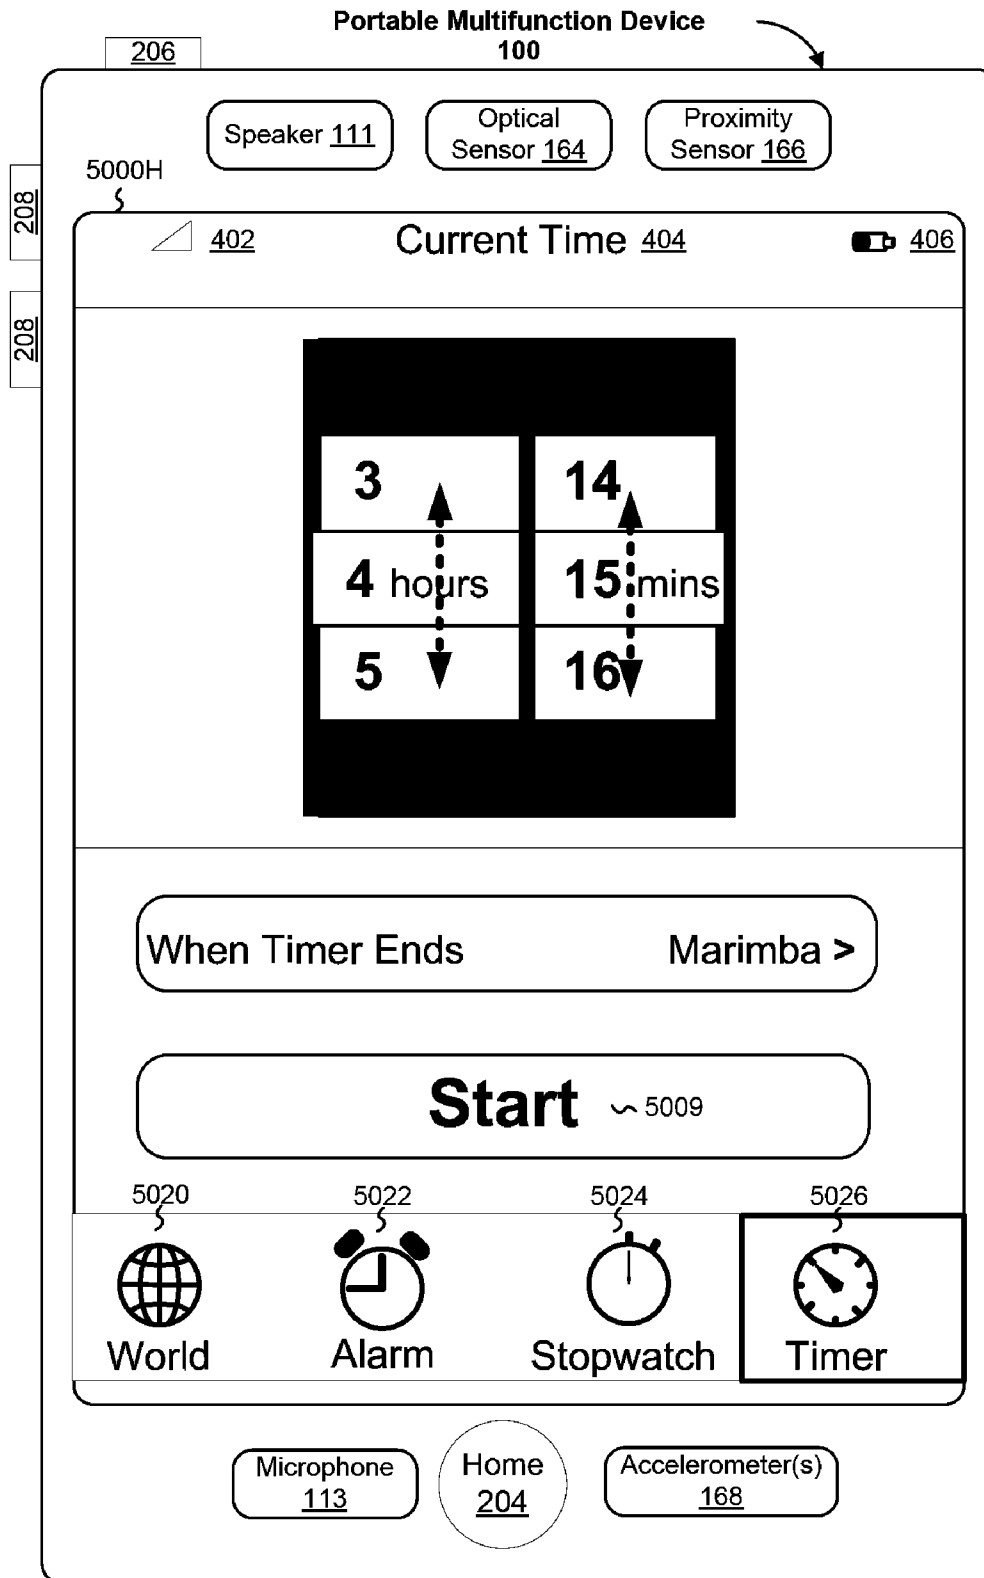 Portable Multifunction Device
100
206
Speaker 111
Optical
Sensor 164
Proximity
Sensor 166
5000H
208
208
402
Current Time 404
406
3
14
4 hours
15 mins
5
16
When Timer Ends
Marimba >
Start
5009
5020
5022
5024
5026
World
Alarm
Stopwatch
Timer
Microphone
113
Home
204
Accelerometer(s)
168